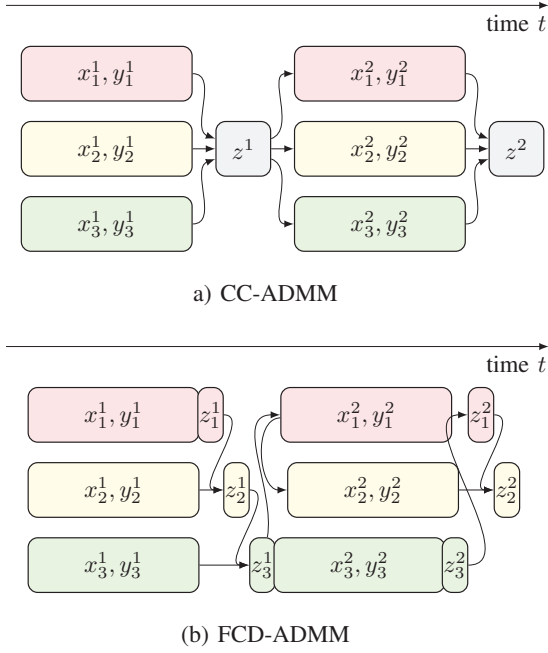 time t
x_1^1, y_1^1 x_1^2, y_1^2
x_2^1, y_2^1 z^1 x_2^2, y_2^2 z^2
x_3^1, y_3^1 x_3^2, y_3^2
a) CC-ADMM
time t
x_1^1, y_1^1 z_1^1 x_1^2, y_1^2 z_1^2
x_2^1, y_2^1 z_2^1 x_2^2, y_2^2 z_2^2
x_3^1, y_3^1 z_3^1 x_3^2, y_3^2 z_3^2
(b) FCD-ADMM